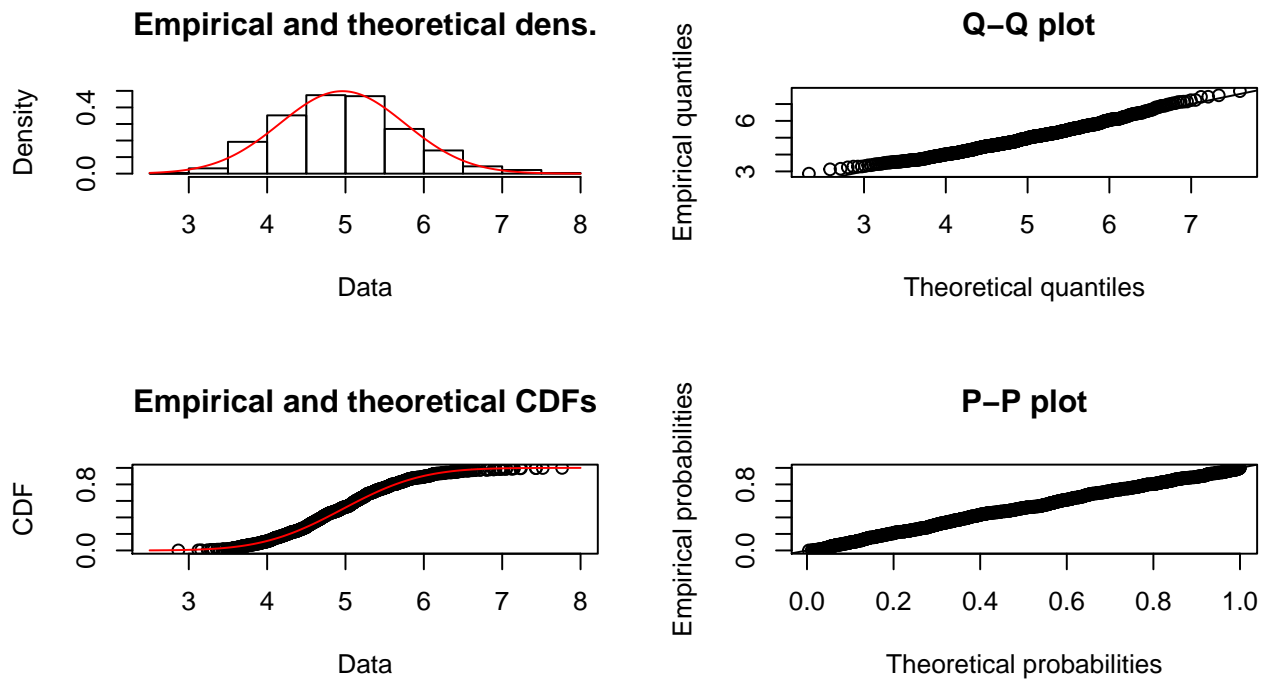 Empirical and theoretical dens.
Density
0.0 0.4
3 4 5 6 7 8
Data
Q−Q plot
Empirical quantiles
3 6
3 4 5 6 7
Theoretical quantiles
Empirical and theoretical CDFs
CDF
0.0 0.8
3 4 5 6 7 8
Data
P−P plot
Empirical probabilities
0.0 0.8
0.0 0.2 0.4 0.6 0.8 1.0
Theoretical probabilities